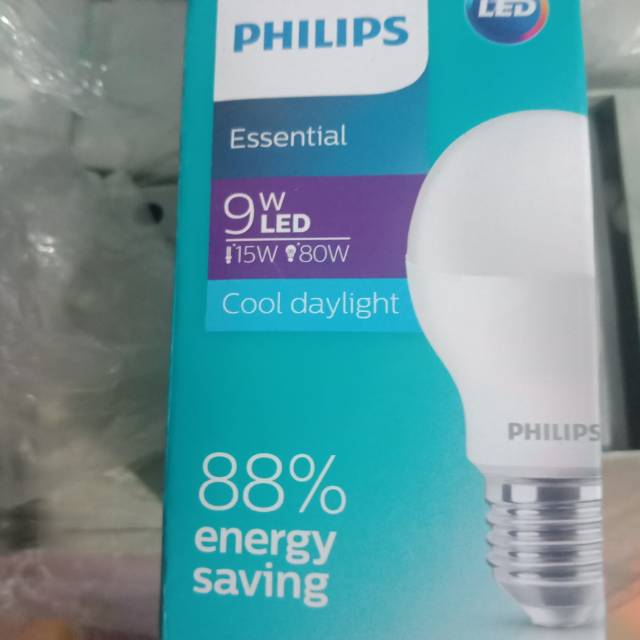 PHILIPS
LED
Essential
9W
LED
15W 80W
Cool daylight
PHILIPS
88%
energy
saving